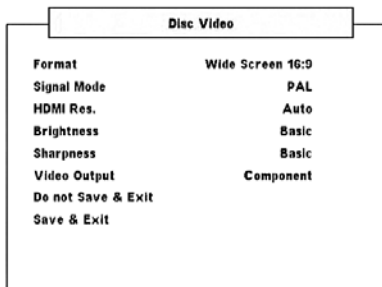 Disc Video
Format Wide Screen 16:9
Signal Mode PAL
HDMI Res. Auto
Brightness Basic
Sharpness Basic
Video Output Component
Do not Save & Exit
Save & Exit